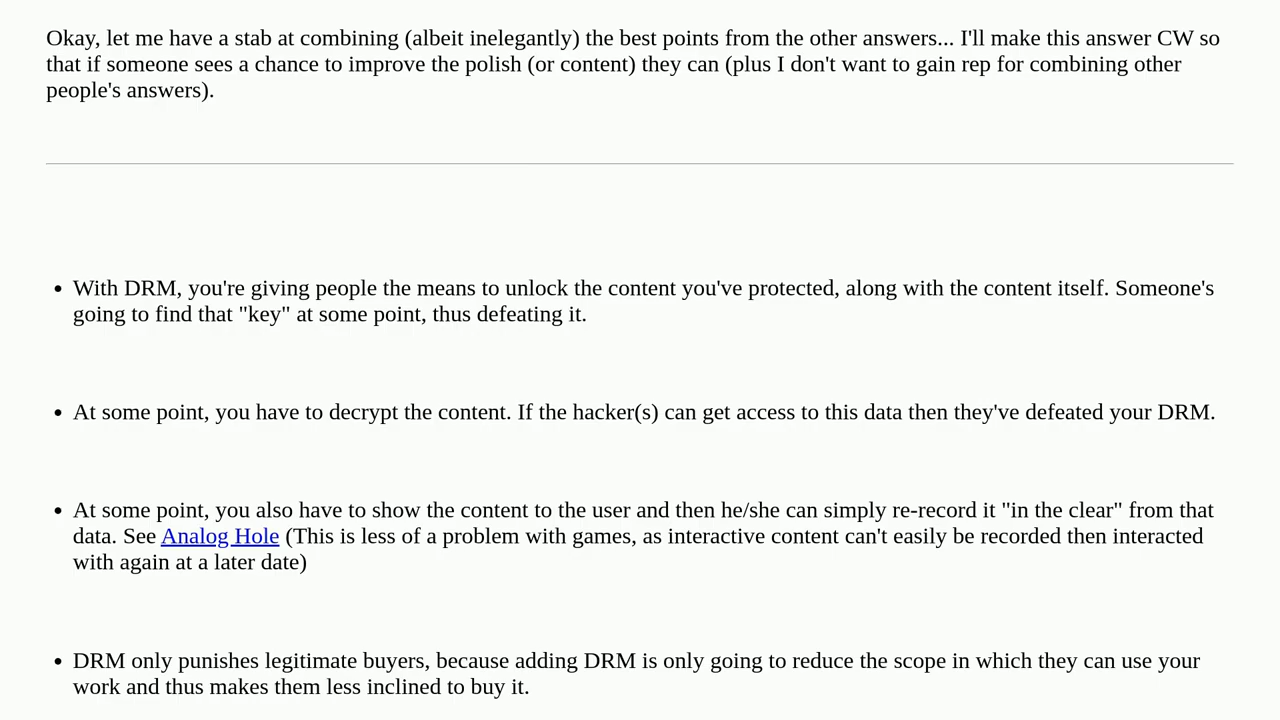 Okay, let me have a stab at combining (albeit inelegantly) the best points from the other answers... I'll make this answer CW so
that if someone sees a chance to improve the polish (or content) they can (plus I don't want to gain rep for combining other
people's answers).
• With DRM, you're giving people the means to unlock the content you've protected, along with the content itself. Someone's
going to find that "key" at some point, thus defeating it.
• At some point, you have to decrypt the content. If the hacker(s) can get access to this data then they've defeated your DRM.
• At some point, you also have to show the content to the user and then he/she can simply re-record it "in the clear" from that
data. See Analog Hole (This is less of a problem with games, as interactive content can't easily be recorded then interacted
with again at a later date)
• DRM only punishes legitimate buyers, because adding DRM is only going to reduce the scope in which they can use your
work and thus makes them less inclined to buy it.